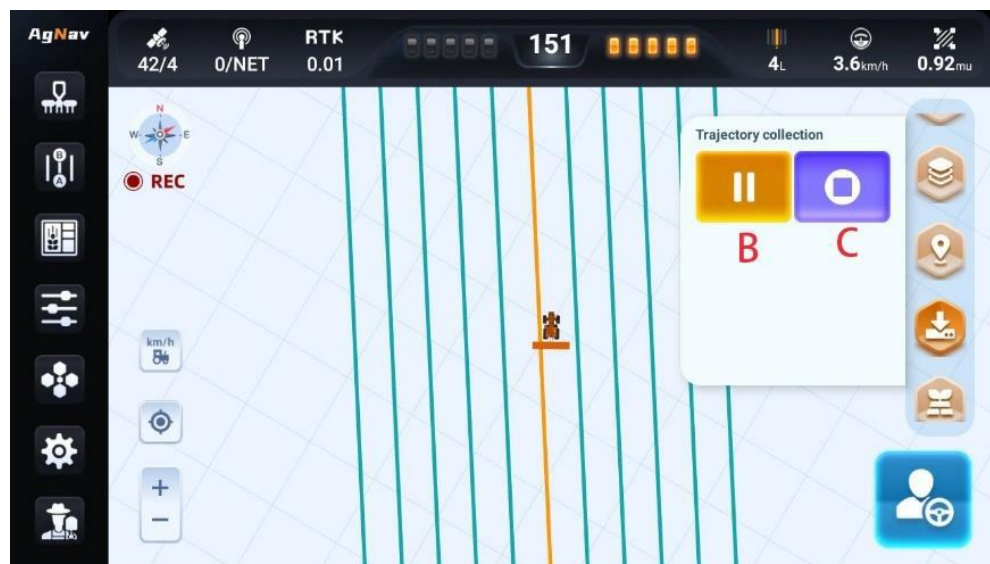 AgNav
42/4
0/NET
RTK
0.01
151
4L
3.6km/h
0.92mu
N
W
E
S
REC
Trajectory collection
B
C
B
A
km/h